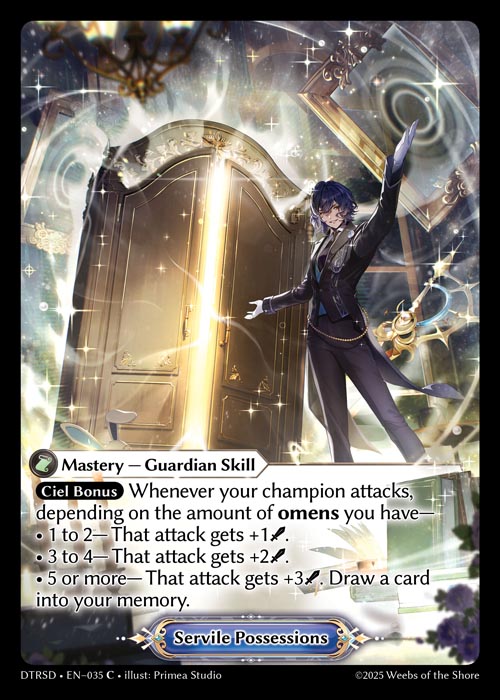 Mastery — Guardian Skill
Ciel Bonus Whenever your champion attacks,
depending on the amount of omens you have—
• 1 to 2— That attack gets +1.
• 3 to 4— That attack gets +2.
• 5 or more— That attack gets +3. Draw a card
into your memory.
Servile Possessions
DTRSD • EN–035 C • illust: Primea Studio
©2025 Weebs of the Shore